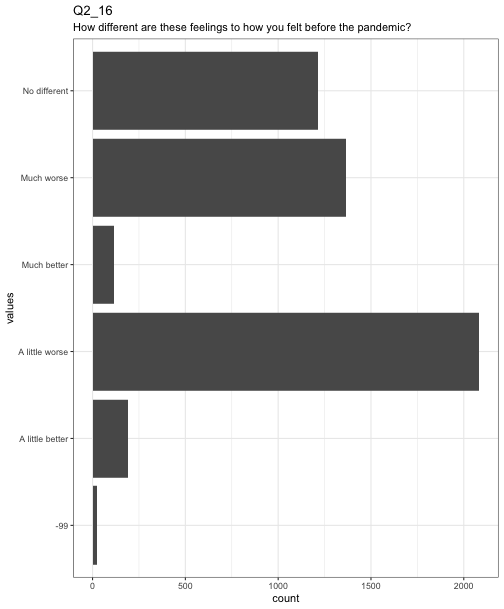 Q2_16
How different are these feelings to how you felt before the pandemic?
No different
Much worse
Much better
A little worse
A little better
-99
values
0 500 1000 1500 2000
count